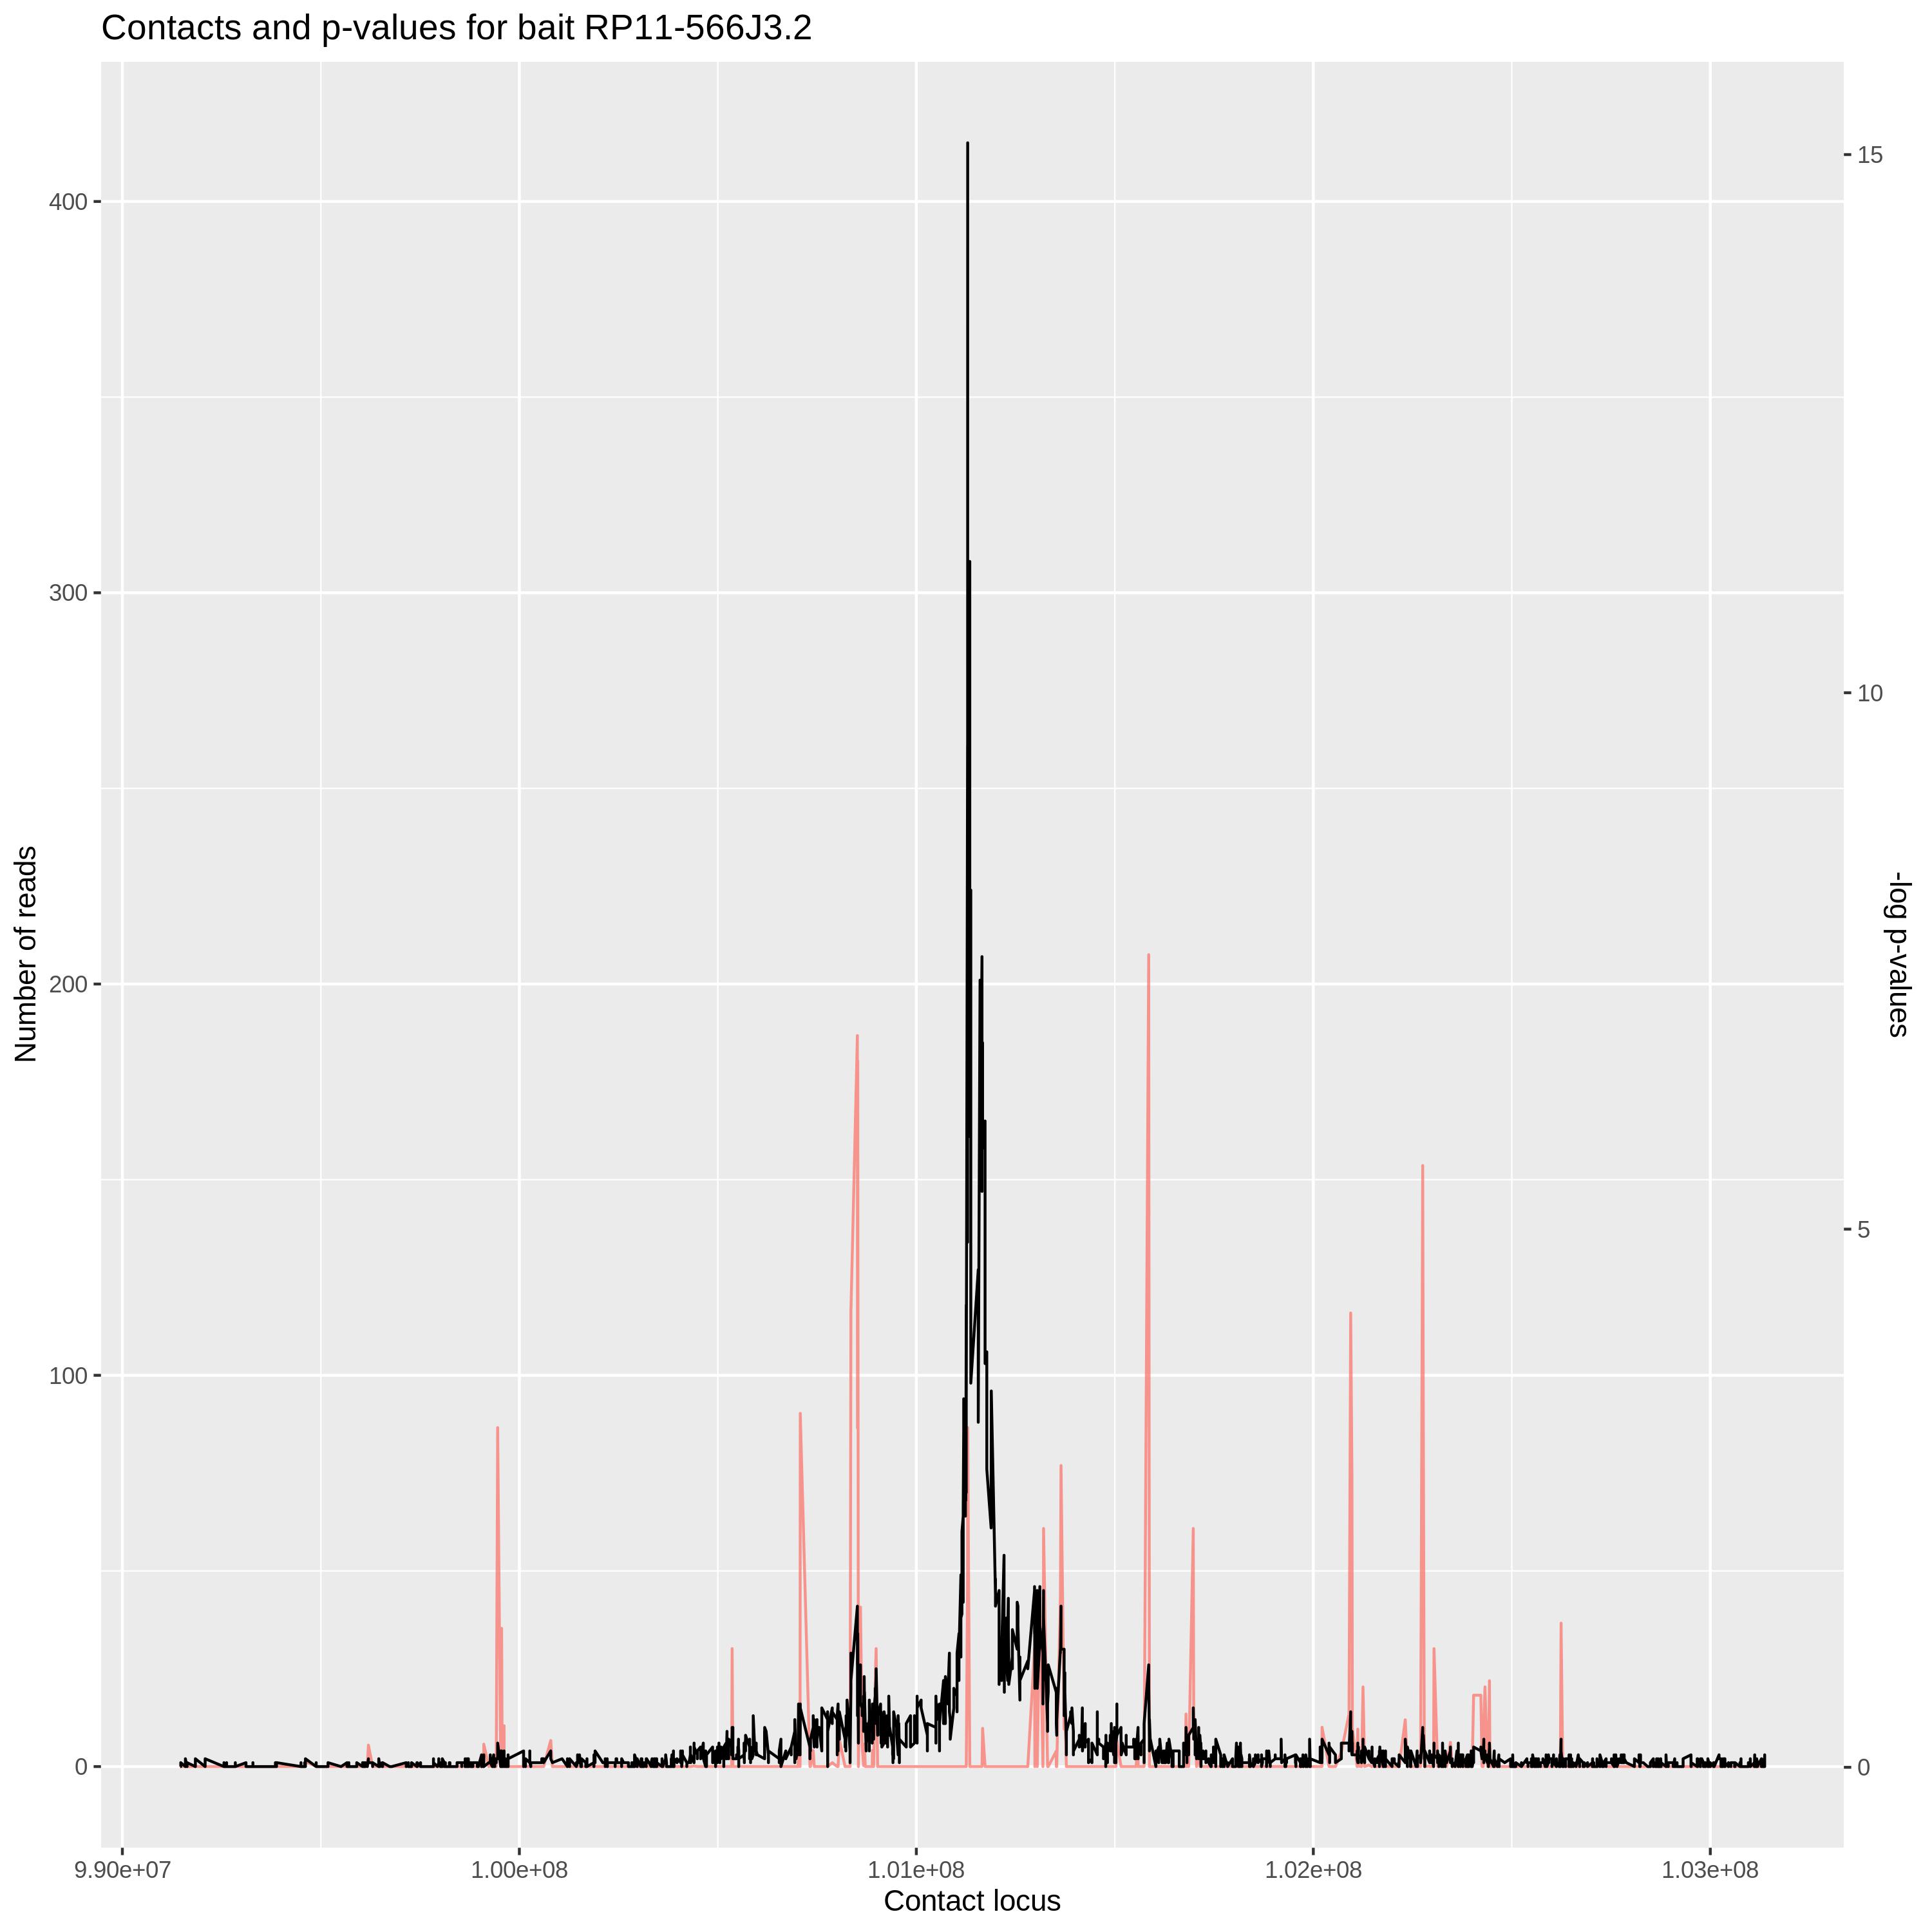 Contacts and p-values for bait RP11-566J3.2
Number of reads
400
300
200
100
0
15
10
5
0
-log p-values
9.90e+07
1.00e+08
1.01e+08
1.02e+08
1.03e+08
Contact locus